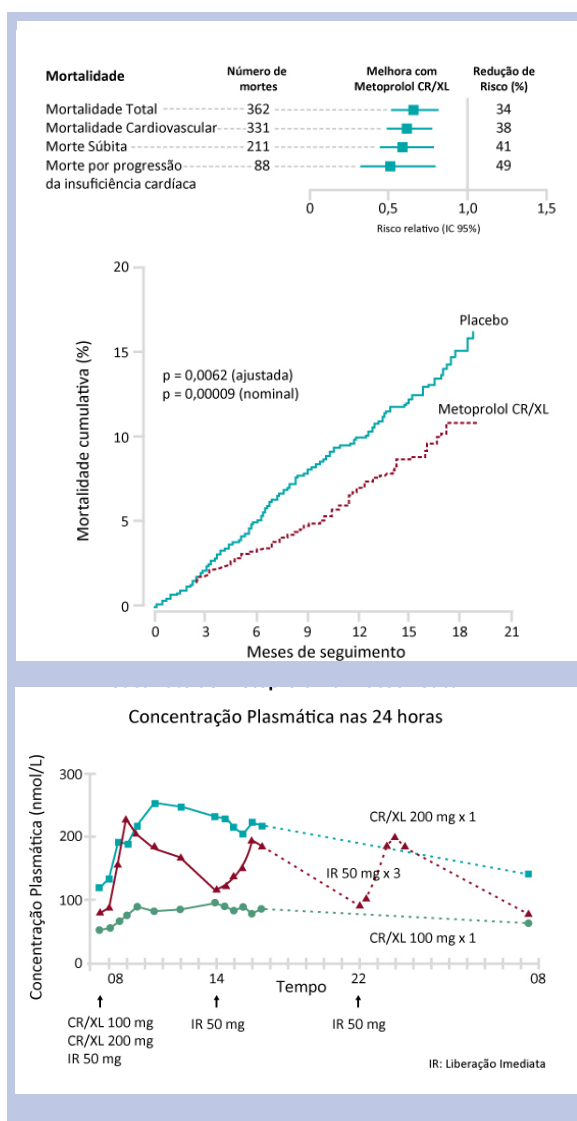 Mortalidade
Número de mortes
Melhora com Metoprolol CR/XL
Redução de Risco (%)
Mortalidade Total 362 34
Mortalidade Cardiovascular 331 38
Morte Súbita 211 41
Morte por progressão da insuficiência cardíaca 88 49
0 0,5 1,0 1,5
Risco relativo (IC 95%)
20
15
10
5
0
Mortalidade cumulativa (%)
p = 0,0062 (ajustada)
p = 0,00009 (nominal)
Placebo
Metoprolol CR/XL
0 3 6 9 12 15 18 21
Meses de seguimento
Concentração Plasmática nas 24 horas
Concentração Plasmática (nmol/L)
300
200
100
0
CR/XL 200 mg x 1
IR 50 mg x 3
CR/XL 100 mg x 1
08 14 22 08
Tempo
CR/XL 100 mg
CR/XL 200 mg
IR 50 mg
IR 50 mg
IR 50 mg
IR: Liberação Imediata